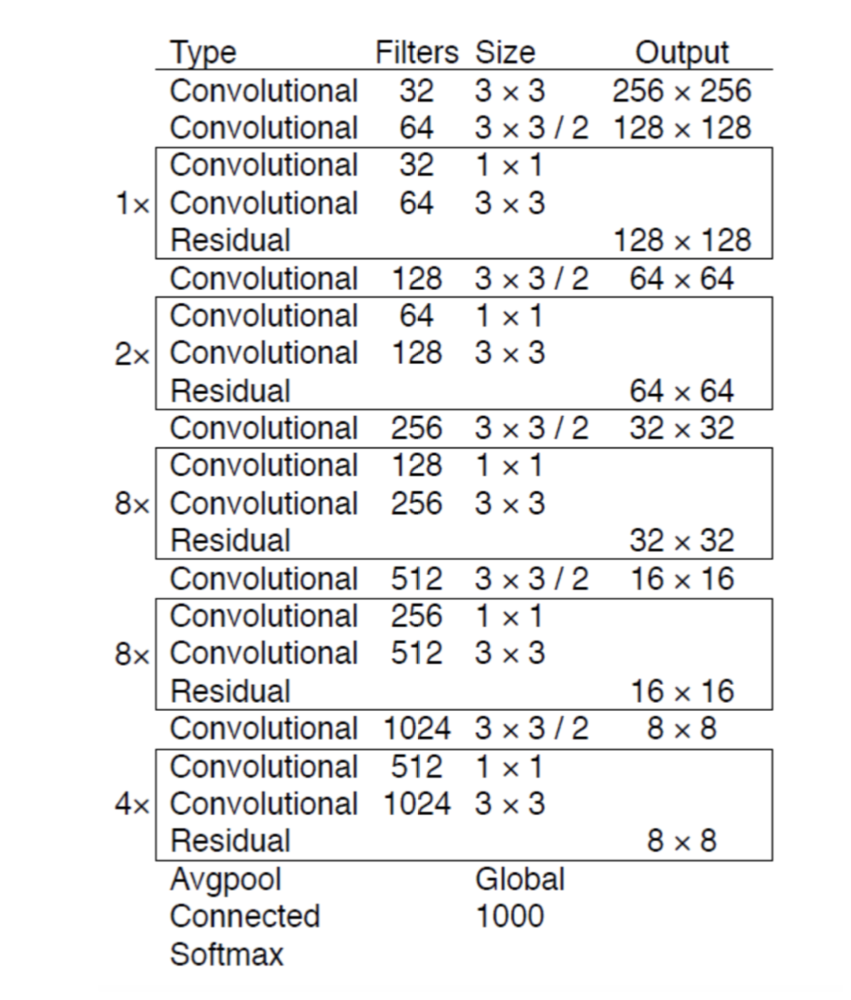 Type Filters Size Output
Convolutional 32 3 × 3 256 × 256
Convolutional 64 3 × 3 / 2 128 × 128
Convolutional 32 1 × 1
1× Convolutional 64 3 × 3
Residual 128 × 128
Convolutional 128 3 × 3 / 2 64 × 64
Convolutional 64 1 × 1
2× Convolutional 128 3 × 3
Residual 64 × 64
Convolutional 256 3 × 3 / 2 32 × 32
Convolutional 128 1 × 1
8× Convolutional 256 3 × 3
Residual 32 × 32
Convolutional 512 3 × 3 / 2 16 × 16
Convolutional 256 1 × 1
8× Convolutional 512 3 × 3
Residual 16 × 16
Convolutional 1024 3 × 3 / 2 8 × 8
Convolutional 512 1 × 1
4× Convolutional 1024 3 × 3
Residual 8 × 8
Avgpool Global
Connected 1000
Softmax